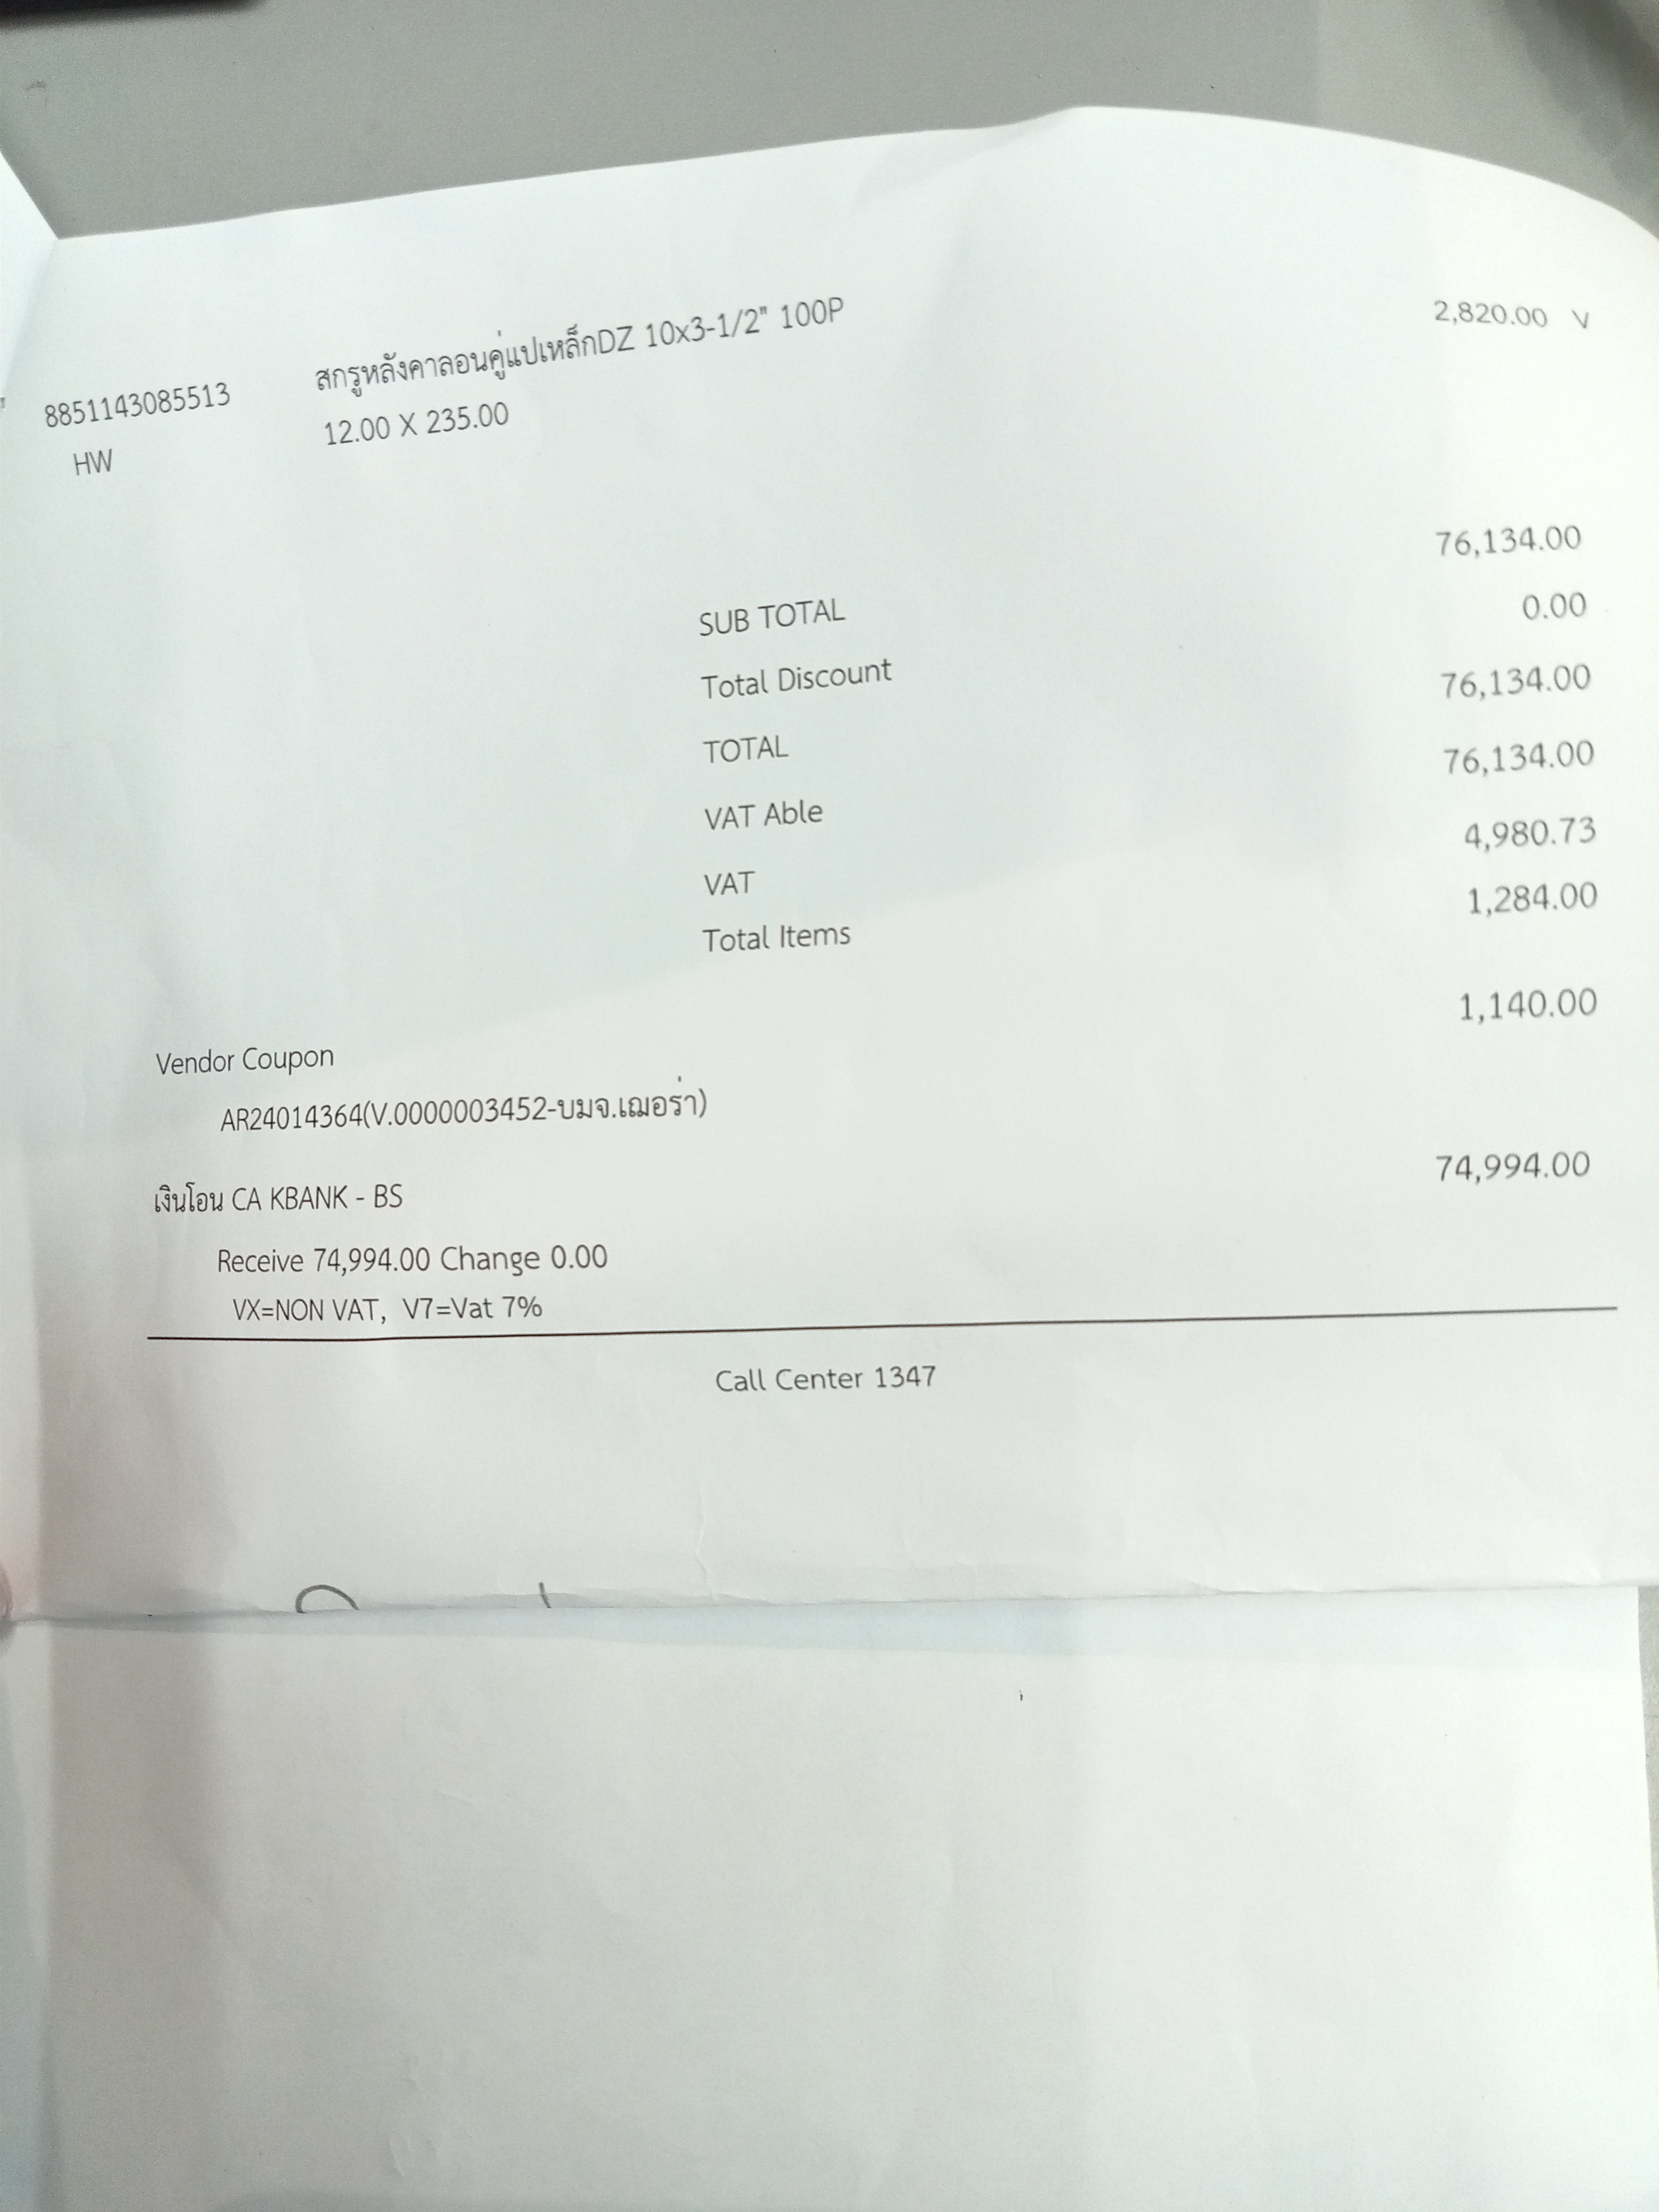 8851143085513 สกรูหลังคาลอนคู่แปเหล็กDZ 10x3-1/2" 100P 2,820.00 V
HW 12.00 X 235.00
SUB TOTAL 76,134.00
Total Discount 0.00
TOTAL 76,134.00
VAT Able 76,134.00
VAT 4,980.73
Total Items 1,284.00
Vendor Coupon 1,140.00
AR24014364(V.0000003452-บมจ.เฌอร่า)
เงินโอน CA KBANK - BS 74,994.00
Receive 74,994.00 Change 0.00
VX=NON VAT, V7=Vat 7%
Call Center 1347